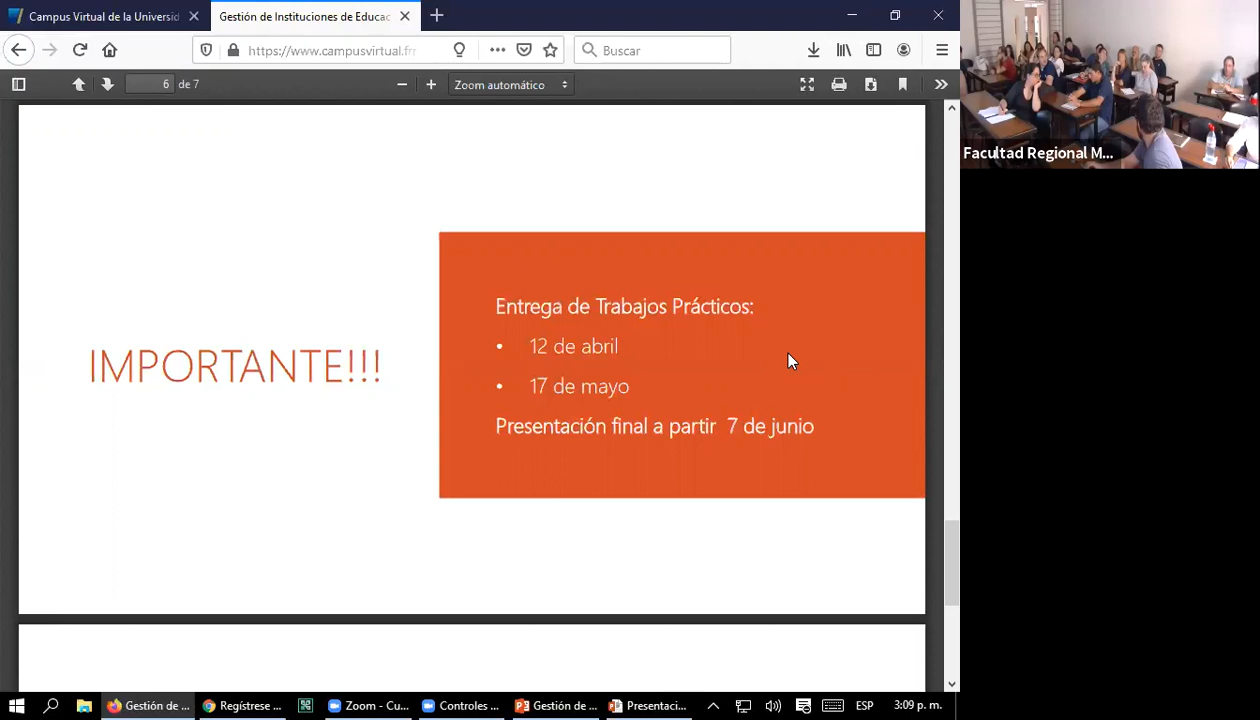 Campus Virtual de la Universid
Gestión de Instituciones de Educac
https://www.campusvirtual.frr
Buscar
6 de 7
Zoom automático
Facultad Regional M...
IMPORTANTE!!!
Entrega de Trabajos Prácticos:
• 12 de abril
• 17 de mayo
Presentación final a partir 7 de junio
Gestión de ...
Regístrese ...
Zoom - Cu...
Controles ...
Gestión de ...
Presentaci...
ESP
3:09 p. m.